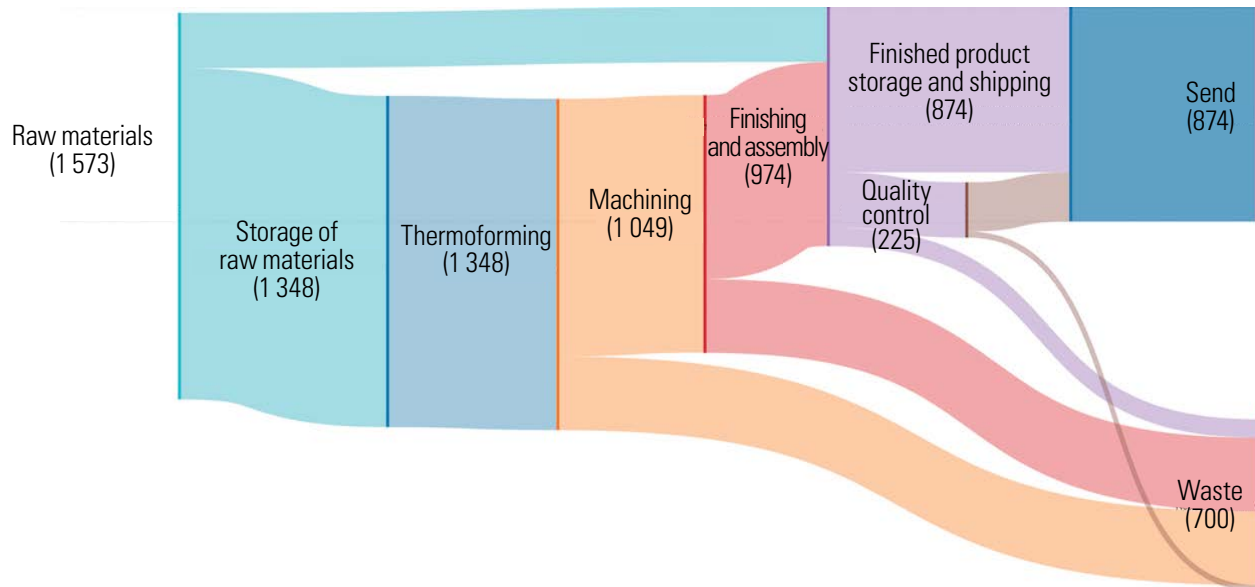 Raw materials
(1 573)
Storage of
raw materials
(1 348)
Thermoforming
(1 348)
Machining
(1 049)
Finishing
and assembly
(974)
Finished product
storage and shipping
(874)
Quality
control
(225)
Send
(874)
Waste
(700)